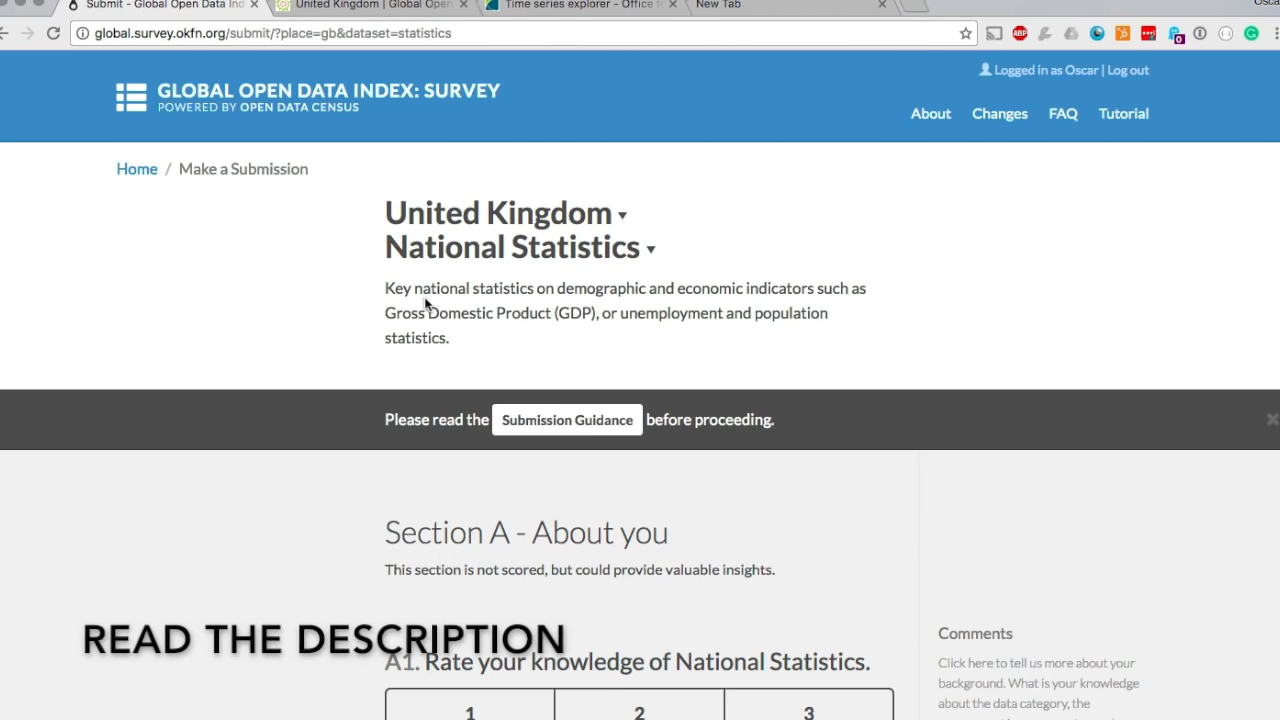 Submit - Global Open Data Ind
United Kingdom | Global Open
Time series explorer - Office f
New Tab
Oscar
global.survey.okfn.org/submit/?place=gb&dataset=statistics
ABP
0
Logged in as Oscar | Log out
GLOBAL OPEN DATA INDEX: SURVEY
POWERED BY OPEN DATA CENSUS
About Changes FAQ Tutorial
Home / Make a Submission
United Kingdom
National Statistics
Key national statistics on demographic and economic indicators such as
Gross Domestic Product (GDP), or unemployment and population
statistics.
Please read the Submission Guidance before proceeding.
Section A - About you
This section is not scored, but could provide valuable insights.
READ THE DESCRIPTION
A1. Rate your knowledge of National Statistics.
1 2 3
Comments
Click here to tell us more about your
background. What is your knowledge
about the data category, the